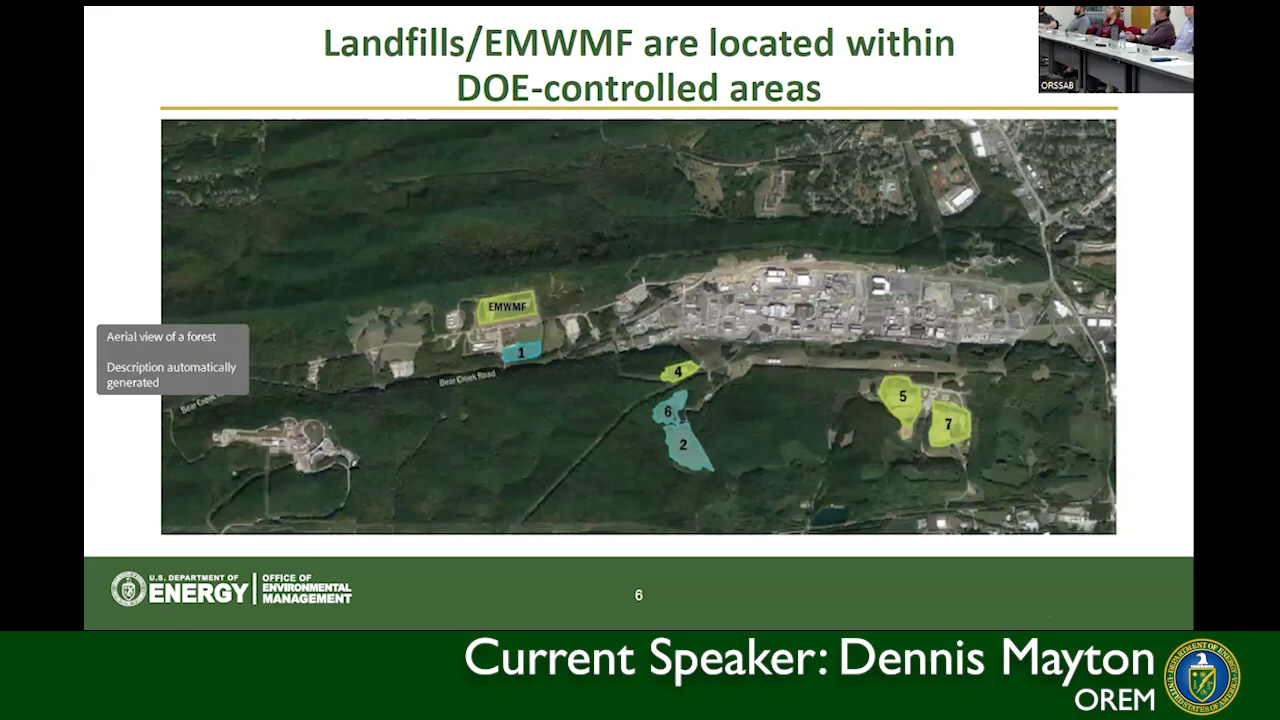 Landfills/EMWMF are located within
DOE-controlled areas
ORSSAB
EMWMF
1
Bear Creek Road
4
6
2
5
7
Aerial view of a forest
Description automatically
generated
Bear Creek
U.S. DEPARTMENT OF
ENERGY
OFFICE OF
ENVIRONMENTAL
MANAGEMENT
6
Current Speaker: Dennis Mayton
OREM